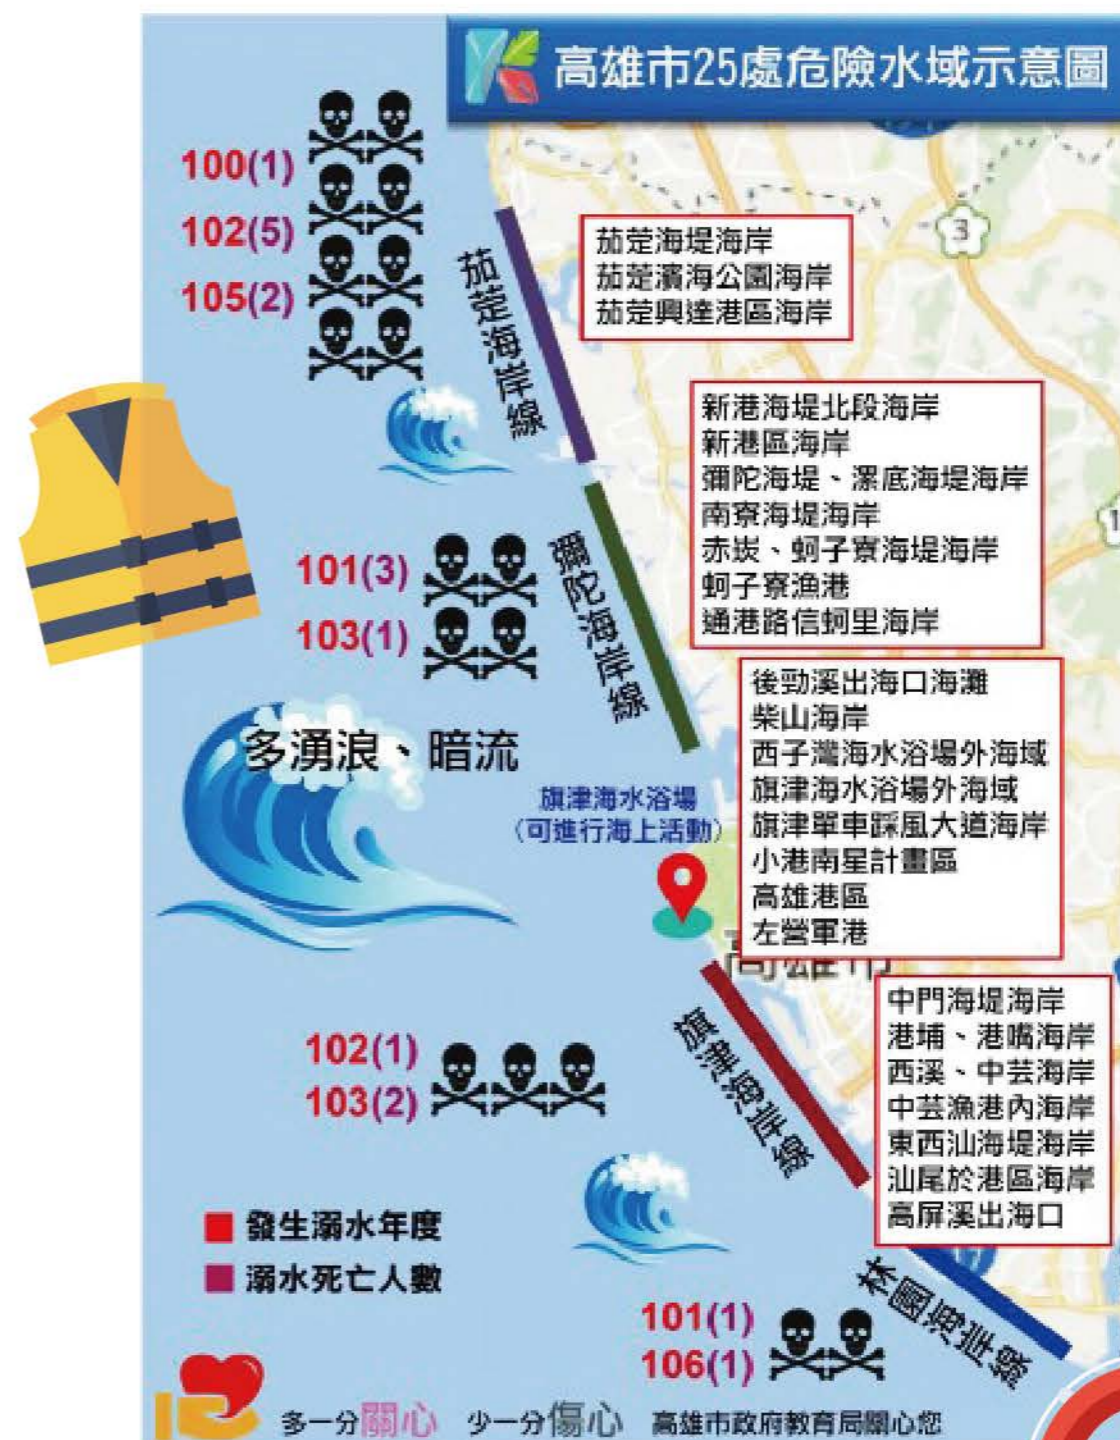 高雄市25處危險水域示意圖
100(1)
102(5)
105(2)
茄萣海岸線
3
茄萣海堤海岸
茄萣濱海公園海岸
茄萣興達港區海岸
新港海堤北段海岸
新港區海岸
彌陀海堤、漯底海堤海岸
南寮海堤海岸
赤崁、蚵子寮海堤海岸
蚵子寮漁港
通港路信蚵里海岸
1
101(3)
103(1)
彌陀海岸線
多湧浪、暗流
旗津海水浴場
(可進行海上活動)
後勁溪出海口海灘
柴山海岸
西子灣海水浴場外海域
旗津海水浴場外海域
旗津單車踩風大道海岸
小港南星計畫區
高雄港區
左營軍港
高雄市
102(1)
103(2)
旗津海岸線
中門海堤海岸
港埔、港嘴海岸
西溪、中芸海岸
中芸漁港內海岸
東西汕海堤海岸
汕尾於港區海岸
高屏溪出海口
發生溺水年度
溺水死亡人數
101(1)
106(1)
林園海岸線
多一分關心 少一分傷心 高雄市政府教育局關心您